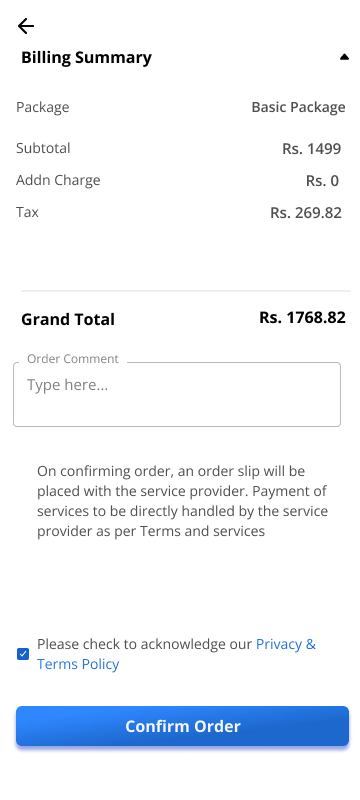 Billing Summary
Package Basic Package
Subtotal Rs. 1499
Addn Charge Rs. 0
Tax Rs. 269.82
Grand Total Rs. 1768.82
Order Comment
Type here...
On confirming order, an order slip will be
placed with the service provider. Payment of
services to be directly handled by the service
provider as per Terms and services
Please check to acknowledge our Privacy &
Terms Policy
Confirm Order